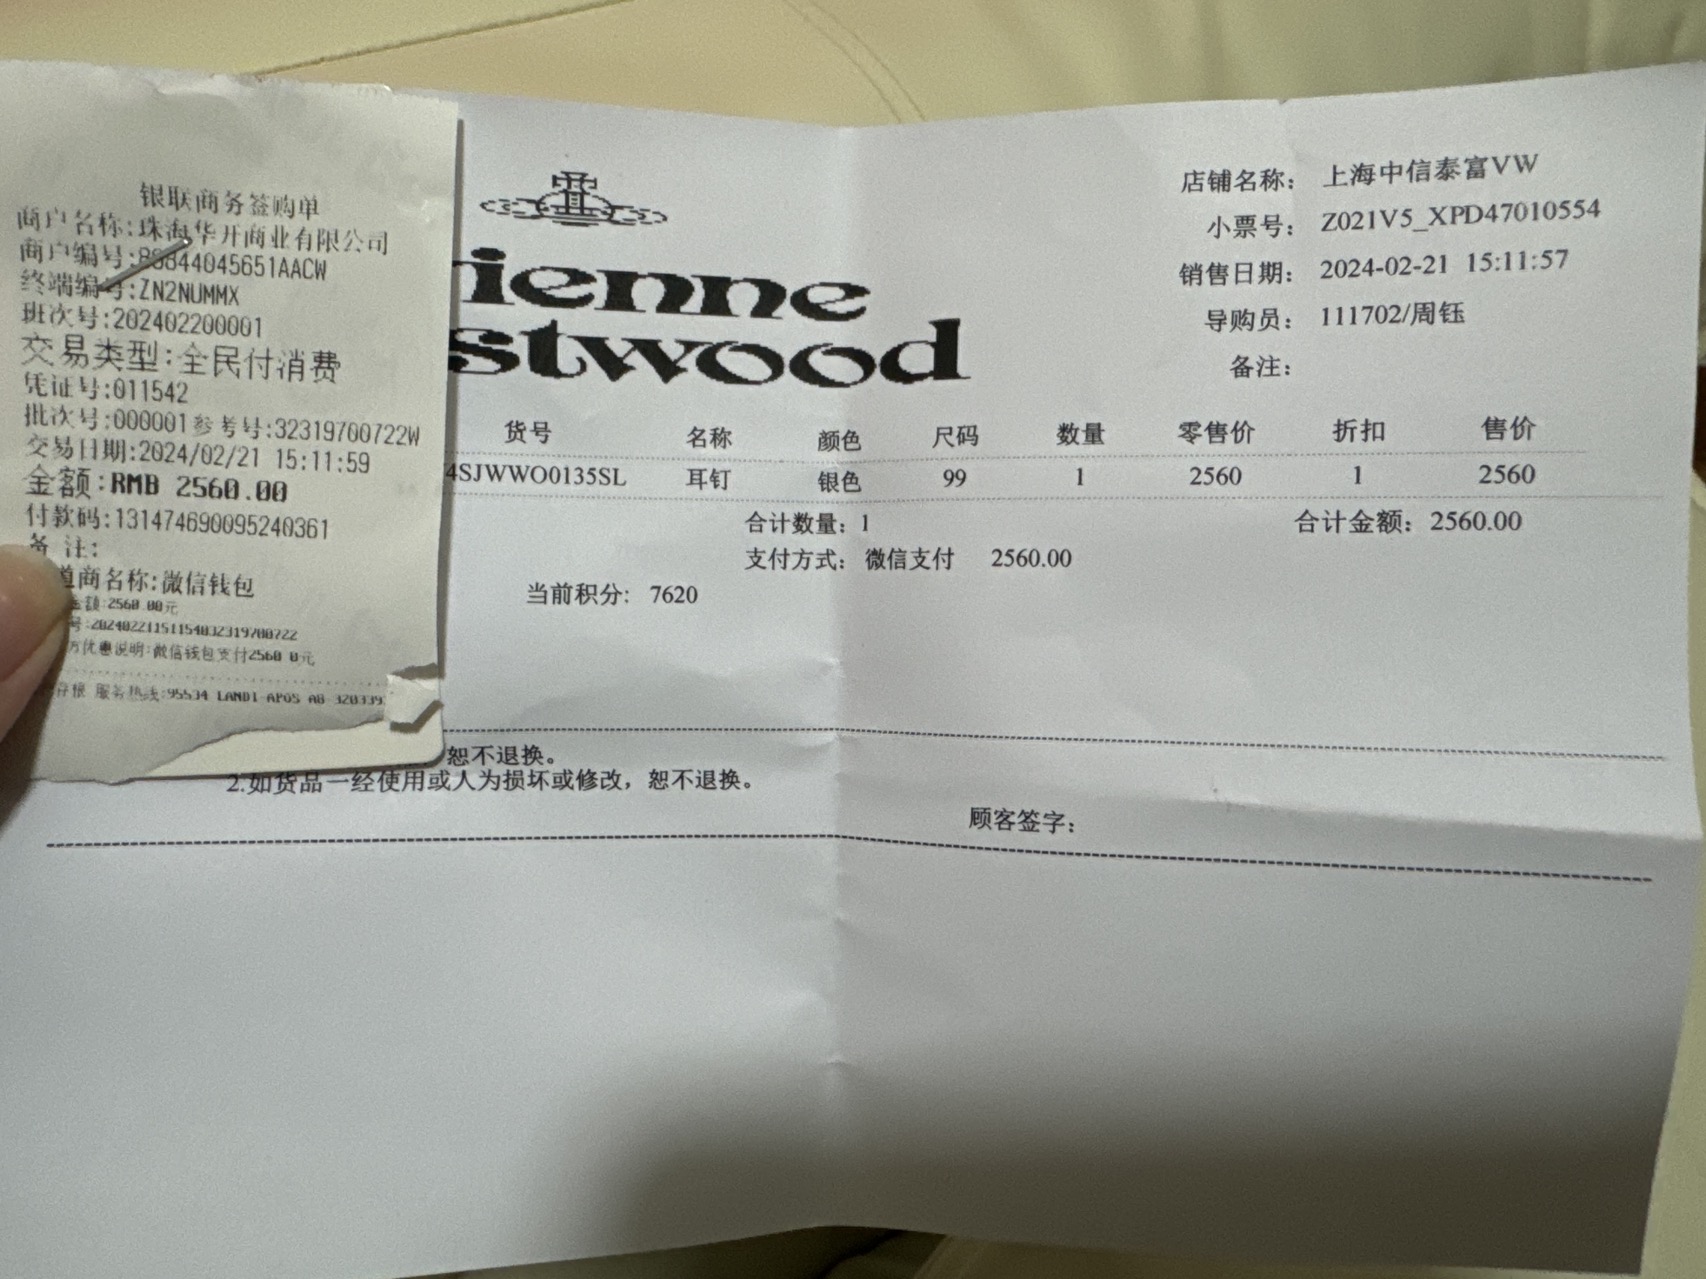 银联商务签购单
商户名称:珠海华开商业有限公司
商户编号:89844045651AACW
终端编号:ZN2NUMMX
班次号:202402200001
交易类型:全民付消费
凭证号:011542
批次号:000001参考号:32319700722W
交易日期:2024/02/21 15:11:59
金额:RMB 2560.00
付款码:131474690095240361
备 注:
道商名称:微信钱包
金额:2560.00元
号:20240221151154032319700722
方优惠说明:微信钱包支付2560 0元
存根 服务热线:95534 LANDI-APOS A8-3203393
ienne
stwood
店铺名称： 上海中信泰富VW
小票号： Z021V5_XPD47010554
销售日期： 2024-02-21 15:11:57
导购员： 111702/周钰
备注：
货号 名称 颜色 尺码 数量 零售价 折扣 售价
4SJWWO0135SL 耳钉 银色 99 1 2560 1 2560
合计数量：1 合计金额：2560.00
支付方式：微信支付 2560.00
当前积分: 7620
恕不退换。
2.如货品一经使用或人为损坏或修改，恕不退换。
顾客签字：